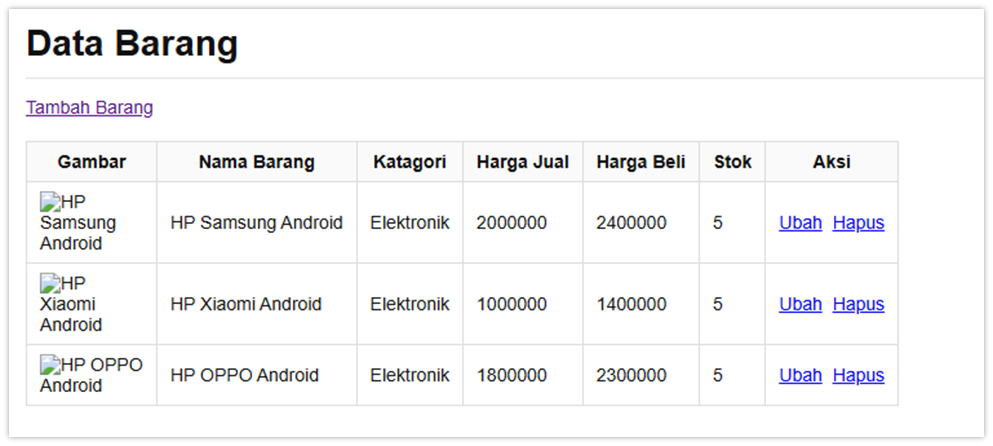 Data Barang
Tambah Barang
Gambar Nama Barang Katagori Harga Jual Harga Beli Stok Aksi
HP
Samsung
Android
HP Samsung Android Elektronik 2000000 2400000 5 Ubah Hapus
HP
Xiaomi
Android
HP Xiaomi Android Elektronik 1000000 1400000 5 Ubah Hapus
HP OPPO
Android
HP OPPO Android Elektronik 1800000 2300000 5 Ubah Hapus